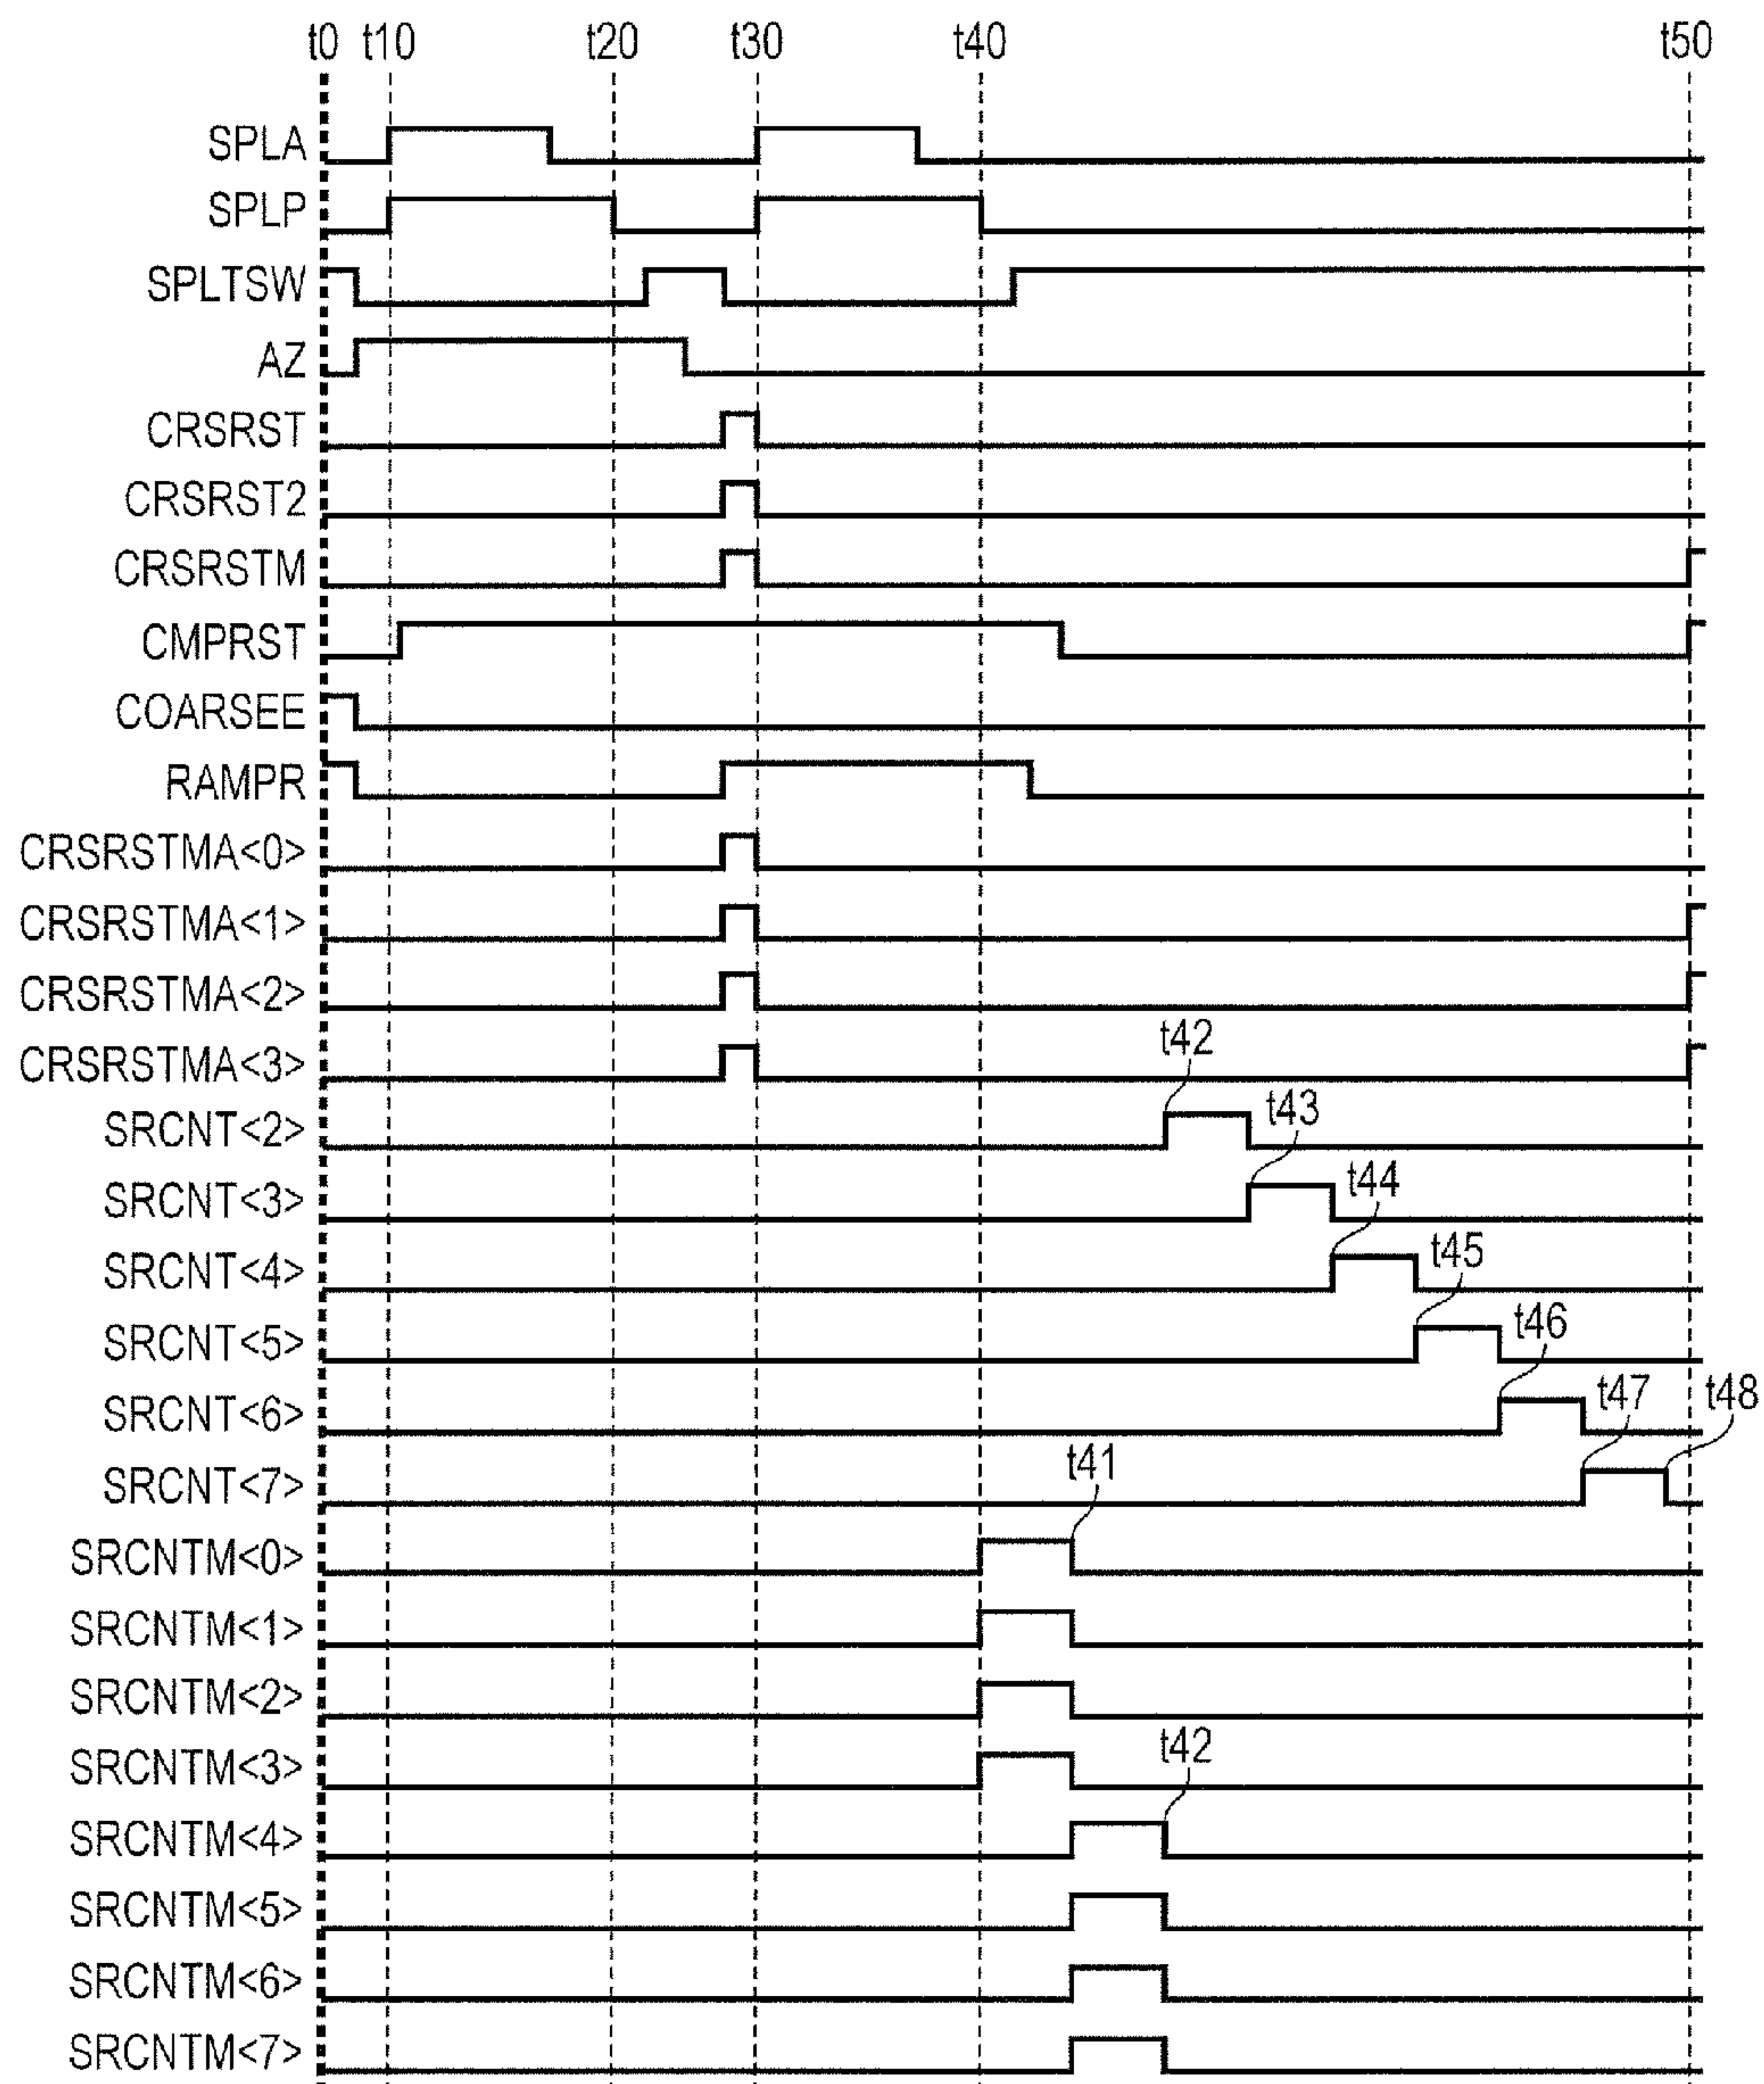 t0 t10 t20 t30 t40 t50
SPLA
SPLP
SPLTSW
AZ
CRSRST
CRSRST2
CRSRSTM
CMPRST
COARSEE
RAMPR
CRSRSTMA<0>
CRSRSTMA<1>
CRSRSTMA<2>
t42
CRSRSTMA<3>
t43
SRCNT<2>
t44
SRCNT<3>
t45
SRCNT<4>
t46
SRCNT<5>
t47 t48
SRCNT<6>
t41
SRCNT<7>
SRCNTM<0>
SRCNTM<1>
SRCNTM<2>
t42
SRCNTM<3>
SRCNTM<4>
SRCNTM<5>
SRCNTM<6>
SRCNTM<7>